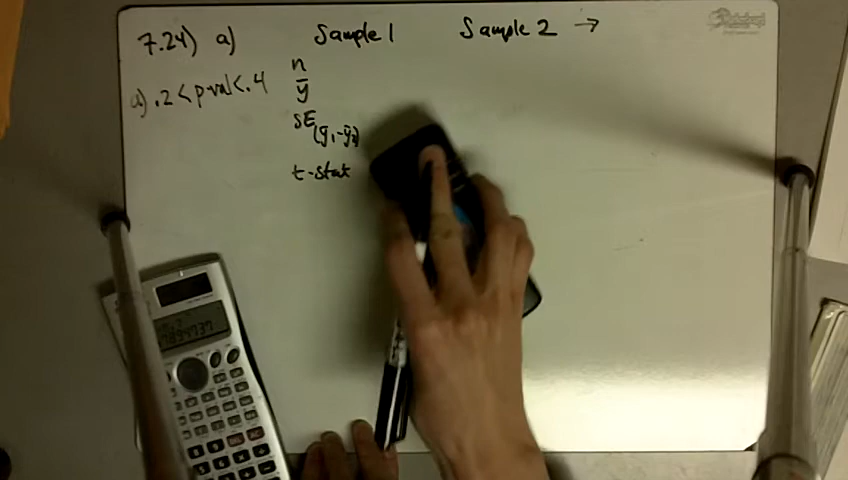 7.24) a) Sample 1 Sample 2 →
a) .2 < p-val < .4 n
ȳ
SE(ȳ₁-ȳ₂)
t-stat